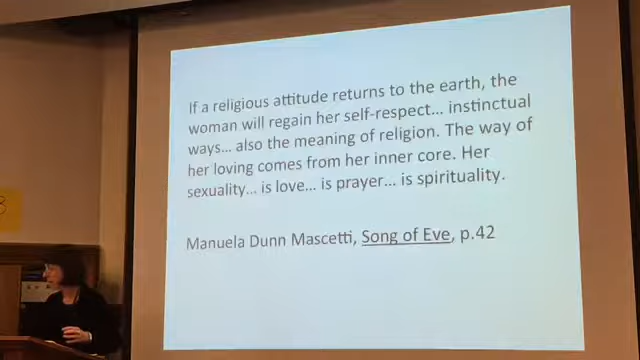 If a religious attitude returns to the earth, the
woman will regain her self-respect... instinctual
ways... also the meaning of religion. The way of
her loving comes from her inner core. Her
sexuality... is love... is prayer... is spirituality.
Manuela Dunn Mascetti, Song of Eve, p.42